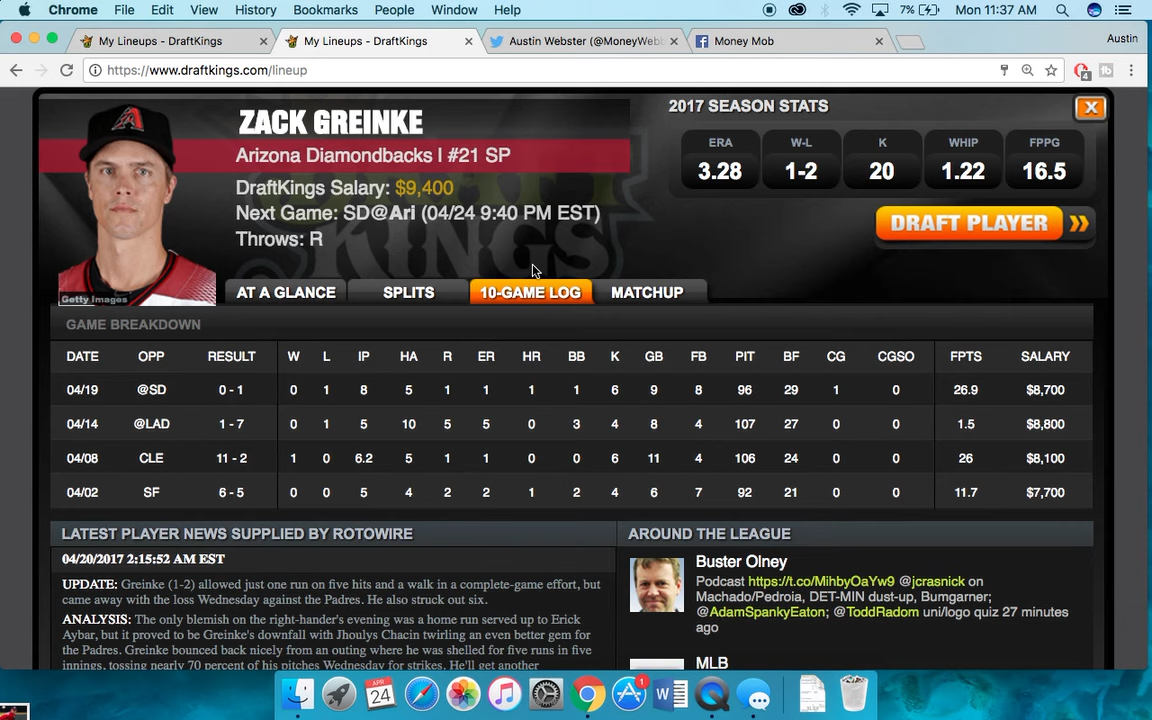 Chrome File Edit View History Bookmarks People Window Help 7% Mon 11:37 AM
My Lineups - DraftKings My Lineups - DraftKings Austin Webster (@MoneyWeb Money Mob Austin
https://www.draftkings.com/lineup
ZACK GREINKE
Arizona Diamondbacks | #21 SP
DraftKings Salary: $9,400
Next Game: SD@Ari (04/24 9:40 PM EST)
Throws: R
Getty Images
2017 SEASON STATS
ERA W-L K WHIP FPPG
3.28 1-2 20 1.22 16.5
DRAFT PLAYER
AT A GLANCE SPLITS 10-GAME LOG MATCHUP
GAME BREAKDOWN
DATE OPP RESULT W L IP HA R ER HR BB K GB FB PIT BF CG CGSO FPTS SALARY
04/19 @SD 0 - 1 0 1 8 5 1 1 1 1 6 9 8 96 29 1 0 26.9 $8,700
04/14 @LAD 1 - 7 0 1 5 10 5 5 0 3 4 8 4 107 27 0 0 1.5 $8,800
04/08 CLE 11 - 2 1 0 6.2 5 1 1 0 0 6 11 4 106 24 0 0 26 $8,100
04/02 SF 6 - 5 0 0 5 4 2 2 1 2 4 6 7 92 21 0 0 11.7 $7,700
LATEST PLAYER NEWS SUPPLIED BY ROTOWIRE
04/20/2017 2:15:52 AM EST
UPDATE: Greinke (1-2) allowed just one run on five hits and a walk in a complete-game effort, but
came away with the loss Wednesday against the Padres. He also struck out six.
ANALYSIS: The only blemish on the right-hander's evening was a home run served up to Erick
Aybar, but it proved to be Greinke's downfall with Jhoulys Chacin twirling an even better gem for
the Padres. Greinke bounced back nicely from an outing where he was shelled for five runs in five
innings, tossing nearly 70 percent of his pitches Wednesday for strikes. He'll get another
AROUND THE LEAGUE
Buster Olney
Podcast https://t.co/MihbyOaYw9 @jcrasnick on
Machado/Pedroia, DET-MIN dust-up, Bumgarner;
@AdamSpankyEaton; @ToddRadom uni/logo quiz 27 minutes
ago
MLB
APR
24
1
W